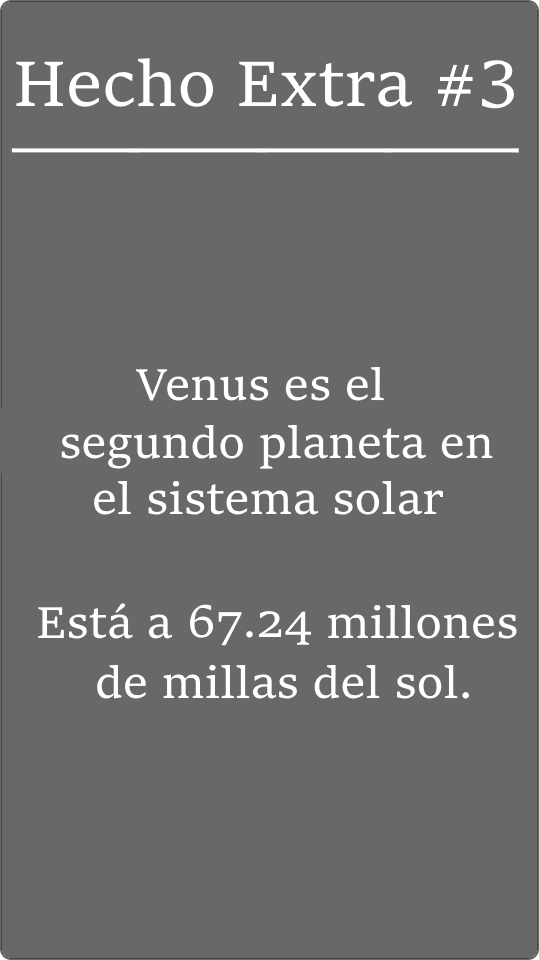 Hecho Extra #3
Venus es el
segundo planeta en
el sistema solar
Está a 67.24 millones
de millas del sol.